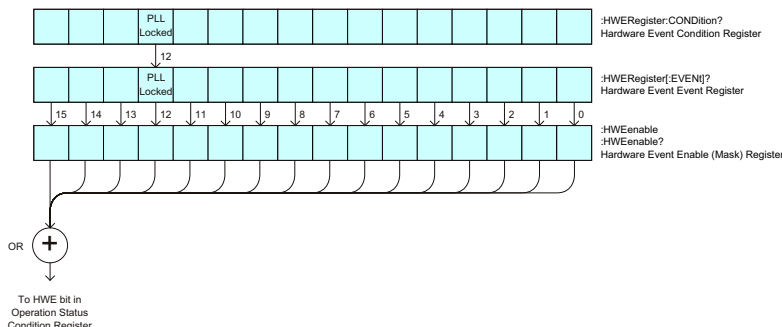 PLL
Locked
:HWERegister:CONDition?
Hardware Event Condition Register
12
PLL
Locked
:HWERegister[:EVENt]?
Hardware Event Event Register
15 14 13 12 11 10 9 8 7 6 5 4 3 2 1 0
:HWEenable
:HWEenable?
Hardware Event Enable (Mask) Register
OR
+
To HWE bit in
Operation Status
Condition Register